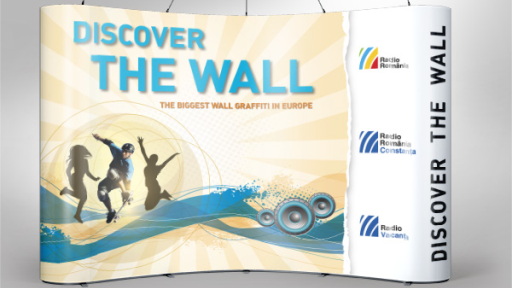 DISCOVER
THE WALL
THE BIGGEST WALL GRAFFITI IN EUROPE
Radio
România
Radio
România
Constanța
Radio
Vacanța
DISCOVER THE WALL